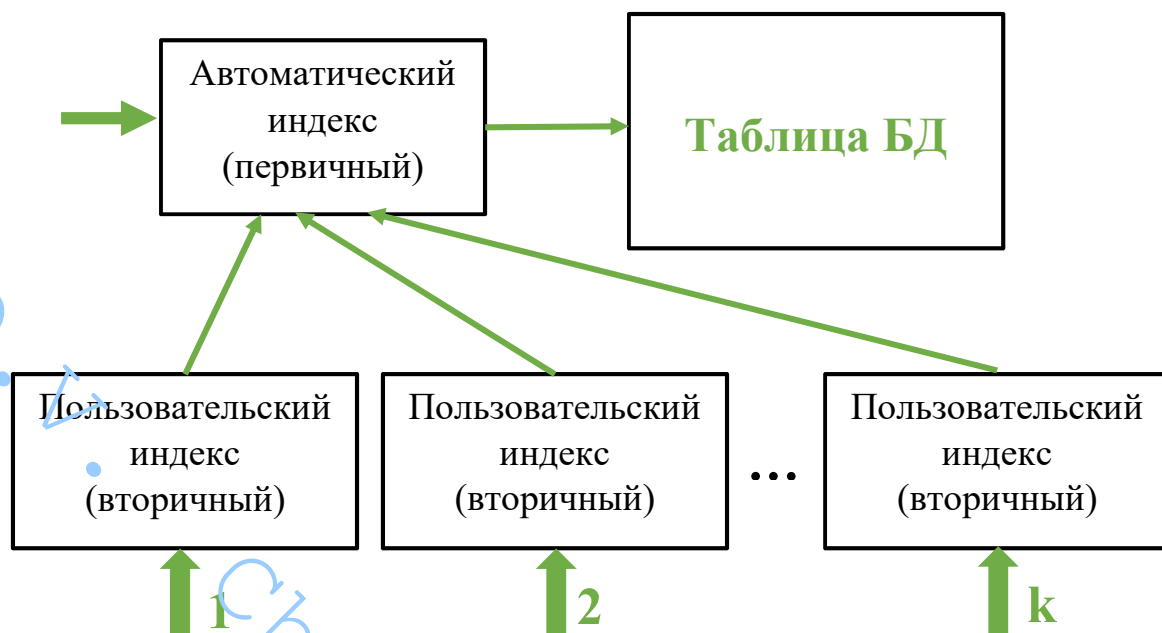 Автоматический
индекс
(первичный)
Таблица БД
Пользовательский
индекс
(вторичный)
Пользовательский
индекс
(вторичный)
...
Пользовательский
индекс
(вторичный)
1
2
k